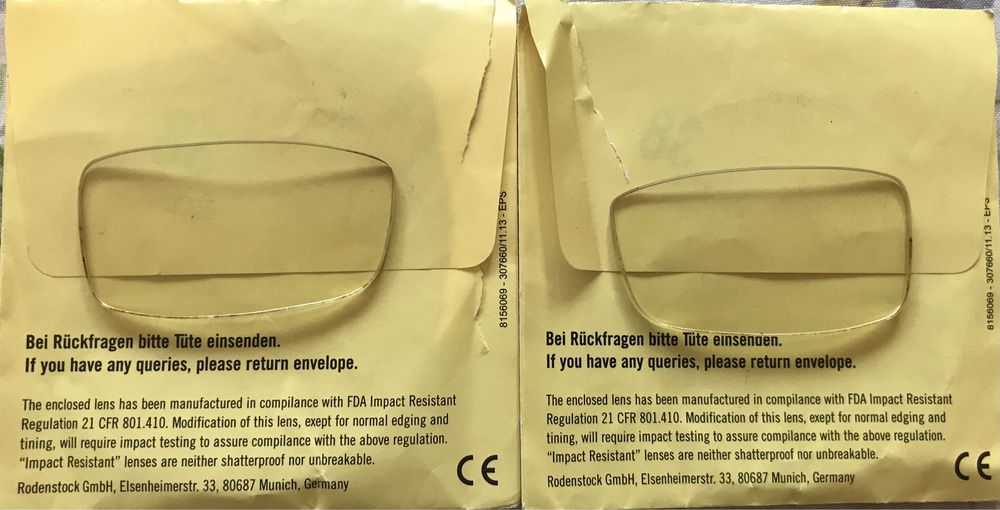 Bei Rückfragen bitte Tüte einsenden.
If you have any queries, please return envelope.
The enclosed lens has been manufactured in compilance with FDA Impact Resistant
Regulation 21 CFR 801.410. Modification of this lens, exept for normal edging and
tining, will require impact testing to assure compilance with the above regulation.
“Impact Resistant” lenses are neither shatterproof nor unbreakable.
Rodenstock GmbH, Elsenheimerstr. 33, 80687 Munich, Germany
CE
8156069 - 307660/11.13 - EPS
Bei Rückfragen bitte Tüte einsenden.
If you have any queries, please return envelope.
The enclosed lens has been manufactured in compilance with FDA Impact Resistant
Regulation 21 CFR 801.410. Modification of this lens, exept for normal edging and
tining, will require impact testing to assure compilance with the above regulation.
“Impact Resistant” lenses are neither shatterproof nor unbreakable.
Rodenstock GmbH, Elsenheimerstr. 33, 80687 Munich, Germany
CE
8156069 - 307660/11.13 - EPS